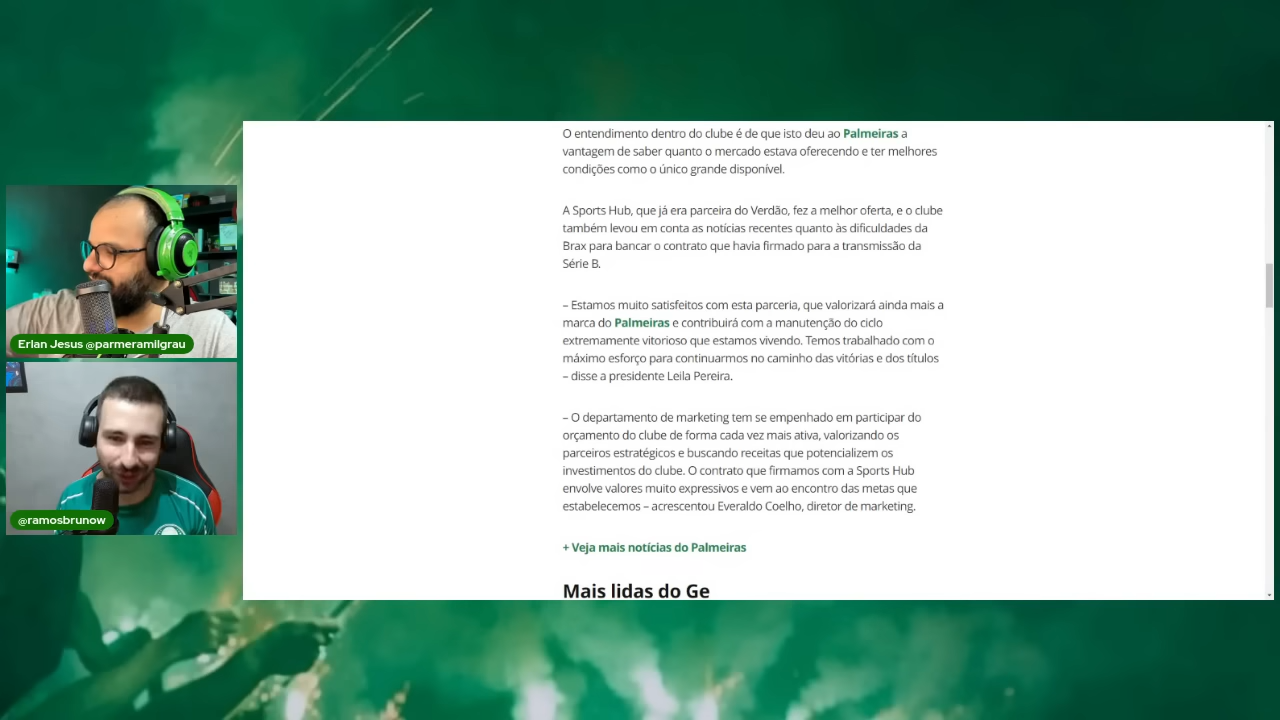 O entendimento dentro do clube é de que isto deu ao Palmeiras a
vantagem de saber quanto o mercado estava oferecendo e ter melhores
condições como o único grande disponível.
A Sports Hub, que já era parceira do Verdão, fez a melhor oferta, e o clube
também levou em conta as notícias recentes quanto às dificuldades da
Brax para bancar o contrato que havia firmado para a transmissão da
Série B.
– Estamos muito satisfeitos com esta parceria, que valorizará ainda mais a
marca do Palmeiras e contribuirá com a manutenção do ciclo
extremamente vitorioso que estamos vivendo. Temos trabalhado com o
máximo esforço para continuarmos no caminho das vitórias e dos títulos
– disse a presidente Leila Pereira.
– O departamento de marketing tem se empenhado em participar do
orçamento do clube de forma cada vez mais ativa, valorizando os
parceiros estratégicos e buscando receitas que potencializem os
investimentos do clube. O contrato que firmamos com a Sports Hub
envolve valores muito expressivos e vem ao encontro das metas que
estabelecemos – acrescentou Everaldo Coelho, diretor de marketing.
+ Veja mais notícias do Palmeiras
Mais lidas do Ge
Erlan Jesus @parmeramilgrau
@ramosbrunow